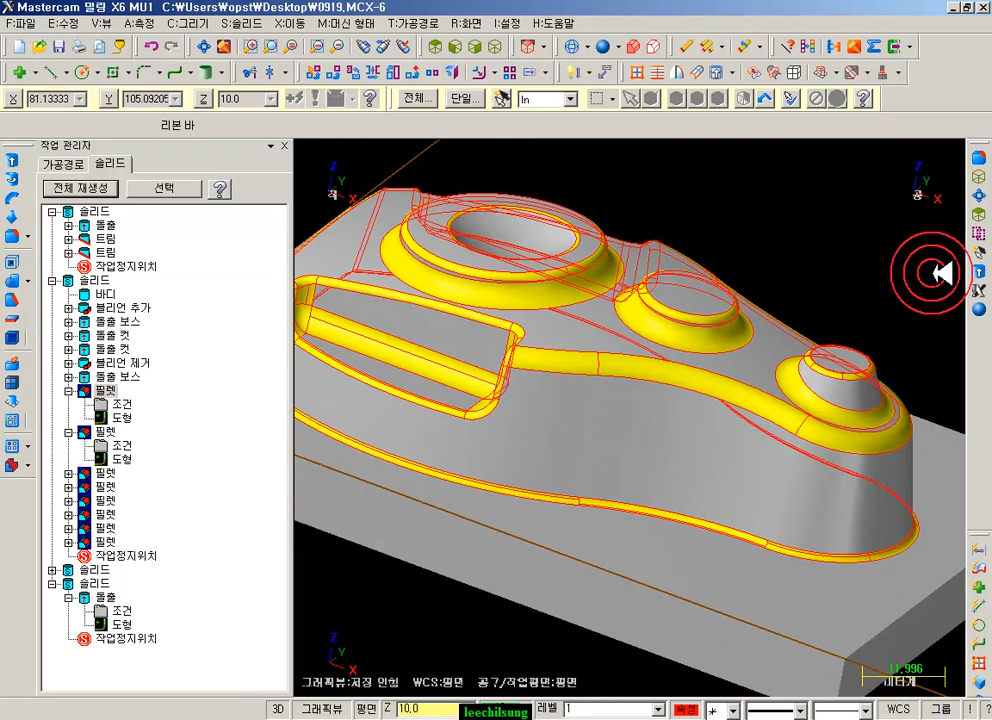 Mastercam 밀링 X6 MU1 C:₩Users₩opst₩Desktop₩0919.MCX-6
F:파일 E:수정 V:뷰 A:측정 C:그리기 S:솔리드 X:이동 M:머신 형태 T:가공경로 R:화면 I:설정 H:도움말
X 81.13333 Y 105.09205 Z 10.0 전체... 단일... In
리본 바
작업 관리자
가공경로 솔리드
전체 재생성 선택
솔리드
돌출
트림
트림
작업정지위치
솔리드
바디
블리언 추가
돌출 보스
돌출 컷
돌출 컷
블리언 제거
돌출 보스
필렛
조건
도형
필렛
조건
도형
필렛
필렛
필렛
필렛
필렛
필렛
작업정지위치
솔리드
솔리드
돌출
조건
도형
작업정지위치
Z
Y
X
Z
Y
X
Z
Y
X
그래픽뷰:저장 안됨 WCS:평면 공구/작업평면:평면
11.996
미터계
3D 그래픽뷰 평면 Z 10.0 레벨 1 속성 WCS 그룹 ! ?
leechilsung